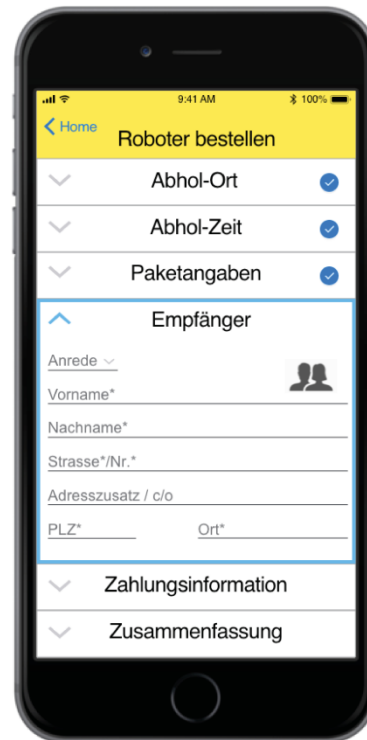 9:41 AM 100%
Home
Roboter bestellen
Abhol-Ort
Abhol-Zeit
Paketangaben
Empfänger
Anrede
Vorname*
Nachname*
Strasse*/Nr.*
Adresszusatz / c/o
PLZ* Ort*
Zahlungsinformation
Zusammenfassung